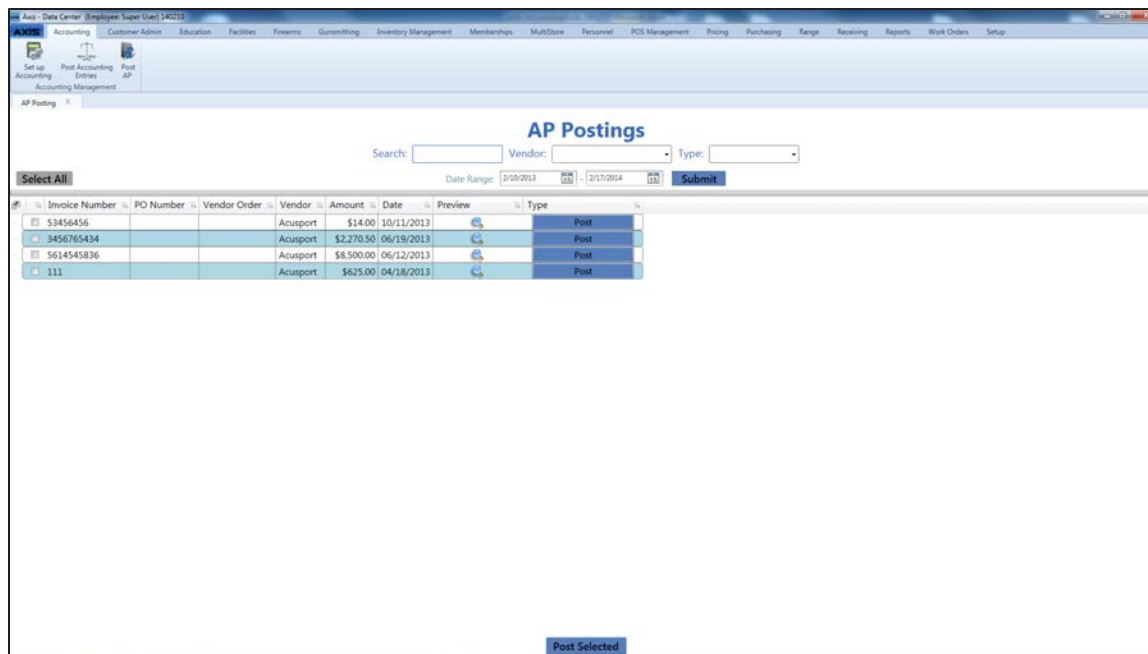 Axis - Data Center (Employee: Super User) 140210
AXIS Accounting Customer Admin Education Facilities Firearms Gunsmithing Inventory Management Memberships MultiStore Personnel POS Management Pricing Purchasing Range Receiving Reports Work Orders Setup
Set up Accounting
Post Accounting Entries
Post AP
Accounting Management
AP Posting X
AP Postings
Search: Vendor: Type:
Select All Date Range: 2/10/2013 15 - 2/17/2014 15 Submit
Invoice Number PO Number Vendor Order Vendor Amount Date Preview Type
53456456 Acusport $14.00 10/11/2013 Post
3456765434 Acusport $2,270.50 06/19/2013 Post
5614545836 Acusport $8,500.00 06/12/2013 Post
111 Acusport $625.00 04/18/2013 Post
Post Selected